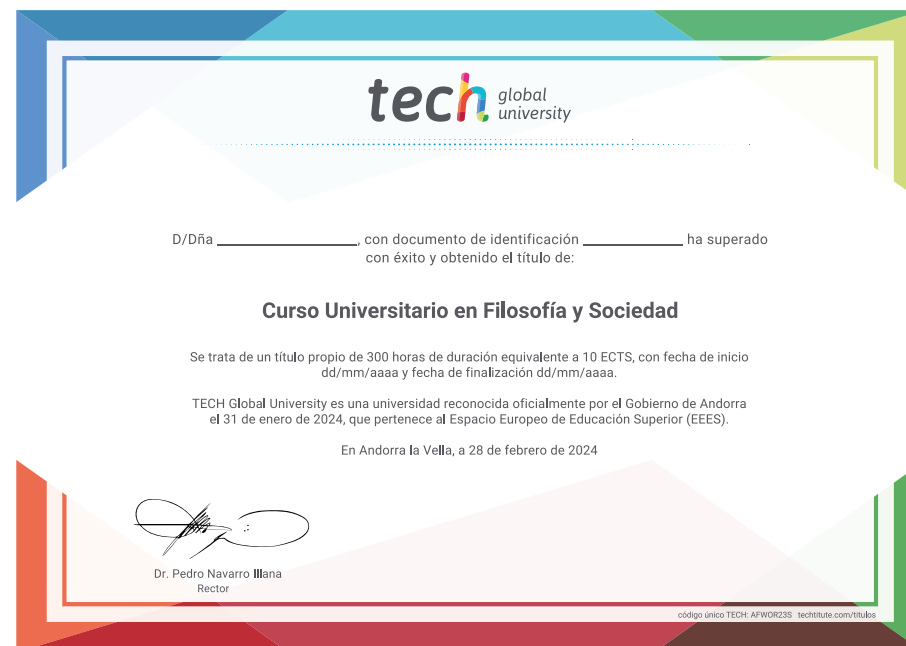 tech global university
D/Dña ____________, con documento de identificación ____________ ha superado
con éxito y obtenido el título de:
Curso Universitario en Filosofía y Sociedad
Se trata de un título propio de 300 horas de duración equivalente a 10 ECTS, con fecha de inicio
dd/mm/aaaa y fecha de finalización dd/mm/aaaa.
TECH Global University es una universidad reconocida oficialmente por el Gobierno de Andorra
el 31 de enero de 2024, que pertenece al Espacio Europeo de Educación Superior (EEES).
En Andorra la Vella, a 28 de febrero de 2024
Dr. Pedro Navarro Illana
Rector
código único TECH: AFWOR23S techtitute.com/titulos